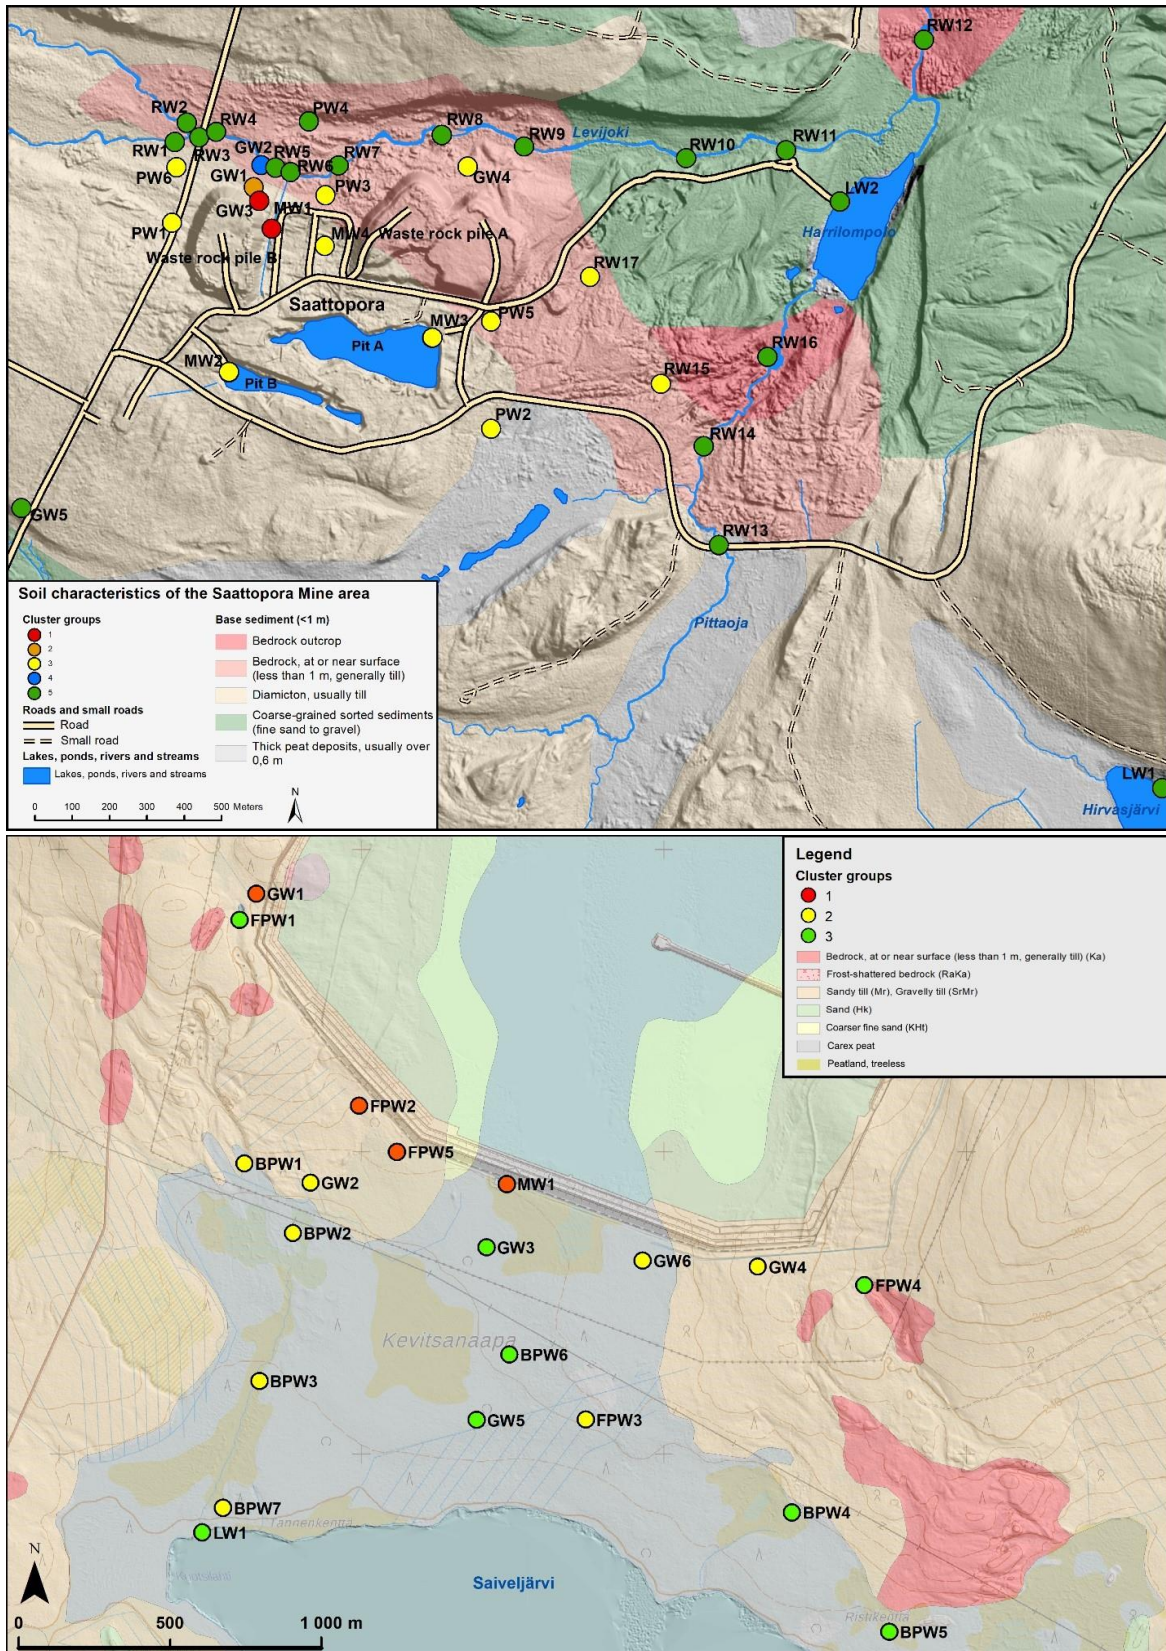 RW12
RW2
RW4
PW4
RW8
RW9
Levijoki
RW10
RW11
RW1
RW3
GW2
RW5
RW6
RW7
PW6
GW1
GW4
PW3
LW2
GW3
MW1
Harrilompolo
PW1
MW4
Waste rock pile A
Waste rock pile B
RW17
Saattopora
MW3
PW5
Pit A
RW16
MW2
Pit B
RW15
PW2
RW14
GW5
RW13
Pittaoja
LW1
Hirvasjärvi
Soil characteristics of the Saattopora Mine area
Cluster groups
1
2
3
4
5
Roads and small roads
Road
Small road
Lakes, ponds, rivers and streams
Lakes, ponds, rivers and streams
Base sediment (<1 m)
Bedrock outcrop
Bedrock, at or near surface
(less than 1 m, generally till)
Diamicton, usually till
Coarse-grained sorted sediments
(fine sand to gravel)
Thick peat deposits, usually over
0,6 m
0 100 200 300 400 500 Meters
N
Legend
Cluster groups
1
2
3
Bedrock, at or near surface (less than 1 m, generally till) (Ka)
Frost-shattered bedrock (RaKa)
Sandy till (Mr), Gravelly till (SrMr)
Sand (Hk)
Coarser fine sand (KHt)
Carex peat
Peatland, treeless
GW1
FPW1
FPW2
FPW5
BPW1
GW2
MW1
BPW2
GW3
GW6
GW4
FPW4
Kevitsanaapa
BPW6
BPW3
GW5
FPW3
BPW7
Tannenkenttä
BPW4
LW1
Saiveljärvi
Ristikenttä
BPW5
N
0 500 1 000 m